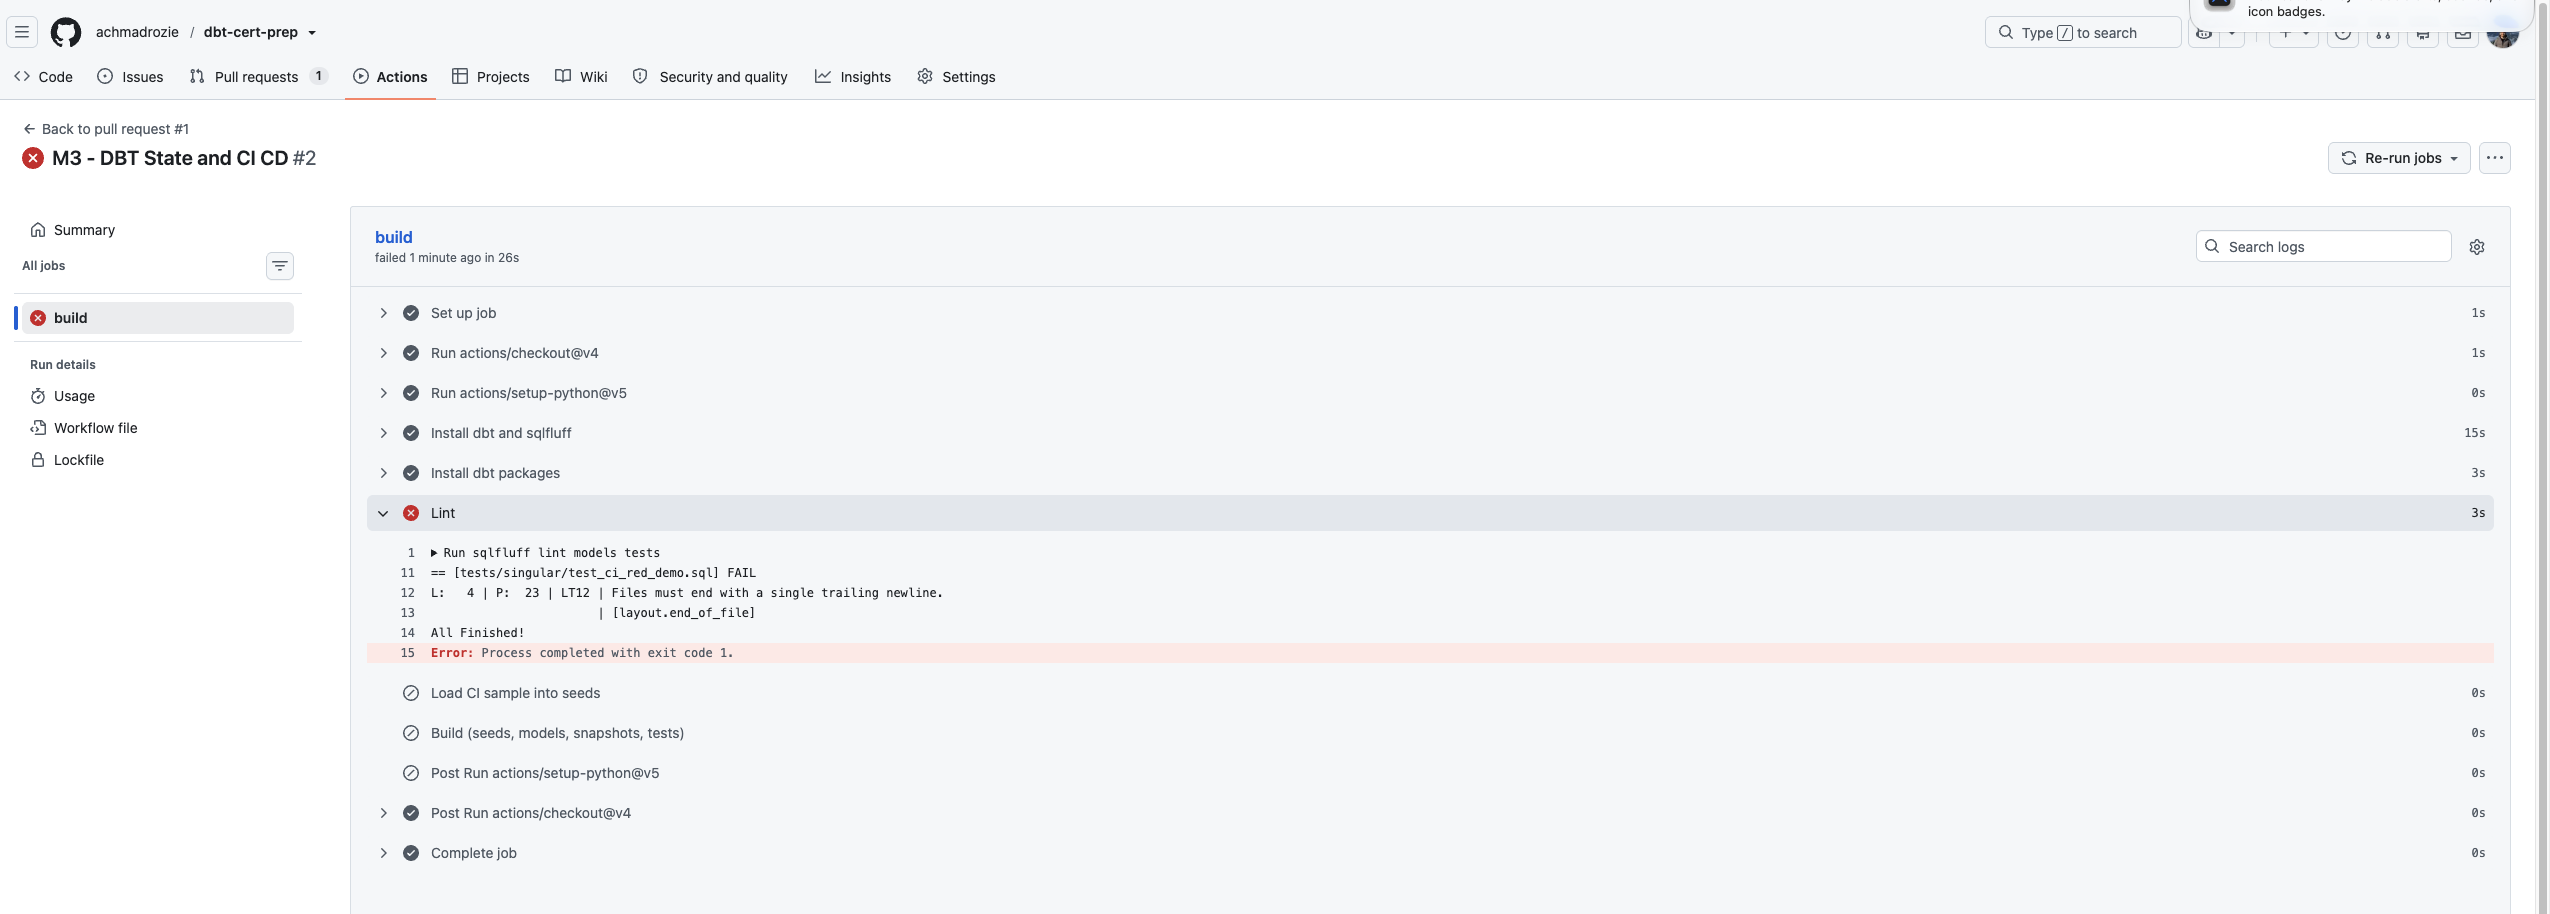 icon badges.
achmadrozie / dbt-cert-prep
Type / to search
Code
Issues
Pull requests 1
Actions
Projects
Wiki
Security and quality
Insights
Settings
Back to pull request #1
M3 - DBT State and CI CD #2
Re-run jobs
Summary
All jobs
build
Run details
Usage
Workflow file
Lockfile
build
failed 1 minute ago in 26s
Search logs
Set up job 1s
Run actions/checkout@v4 1s
Run actions/setup-python@v5 0s
Install dbt and sqlfluff 15s
Install dbt packages 3s
Lint 3s
1 Run sqlfluff lint models tests
11 == [tests/singular/test_ci_red_demo.sql] FAIL
12 L:   4 | P:  23 | LT12 | Files must end with a single trailing newline.
13                        | [layout.end_of_file]
14 All Finished!
15 Error: Process completed with exit code 1.
Load CI sample into seeds 0s
Build (seeds, models, snapshots, tests) 0s
Post Run actions/setup-python@v5 0s
Post Run actions/checkout@v4 0s
Complete job 0s